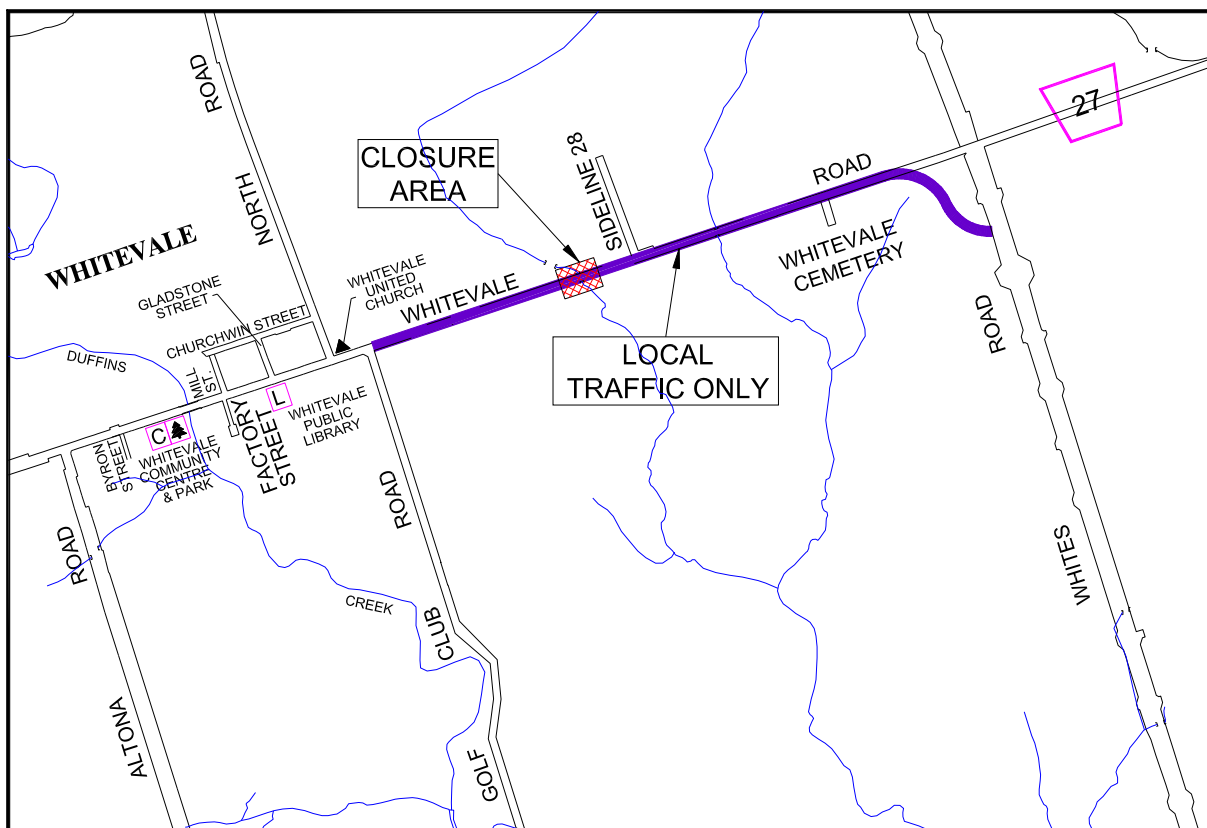 ROAD
NORTH
CLOSURE
AREA
SIDELINE 28
ROAD
27
WHITEVALE
GLADSTONE
STREET
WHITEVALE
UNITED
CHURCH
WHITEVALE
WHITEVALE
CEMETERY
CHURCHWIN STREET
DUFFINS
MILL
ST.
LOCAL
TRAFFIC ONLY
ROAD
L
WHITEVALE
PUBLIC
LIBRARY
FACTORY
STREET
C
BYRON
STREET
WHITEVALE
COMMUNITY
CENTRE
& PARK
ROAD
ROAD
WHITES
CREEK
CLUB
ALTONA
GOLF